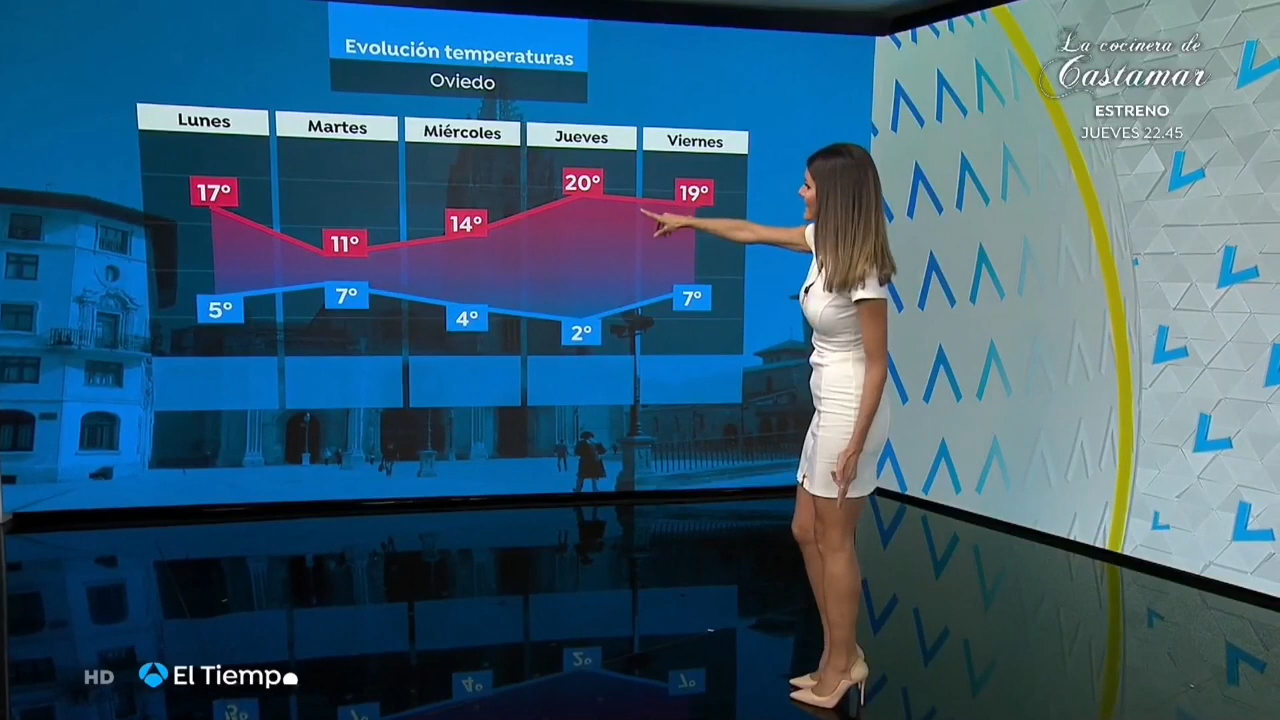 Evolución temperaturas
Oviedo
Lunes
Martes
Miércoles
Jueves
Viernes
17°
11°
14°
20°
19°
5°
7°
4°
2°
7°
La cocinera de
Castamar
ESTRENO
JUEVES 22.45
HD
El Tiempo